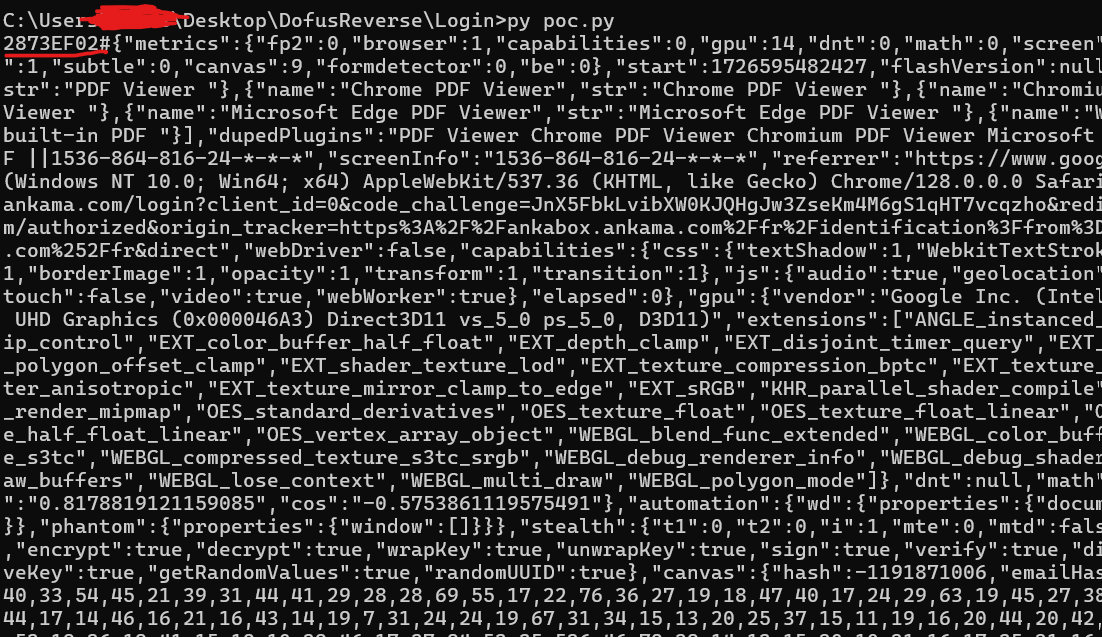 C:\Users\Desktop\DofusReverse\Login>py poc.py
2873EF02#{"metrics":{"fp2":0,"browser":1,"capabilities":0,"gpu":14,"dnt":0,"math":0,"screen"
":1,"subtle":0,"canvas":9,"formdetector":0,"be":0},"start":1726595482427,"flashVersion":null
str":"PDF Viewer "},{"name":"Chrome PDF Viewer","str":"Chrome PDF Viewer "},{"name":"Chromiu
Viewer "},{"name":"Microsoft Edge PDF Viewer","str":"Microsoft Edge PDF Viewer "},{"name":"W
built-in PDF "}],"dupedPlugins":"PDF Viewer Chrome PDF Viewer Chromium PDF Viewer Microsoft
F ||1536-864-816-24-*-*-*","screenInfo":"1536-864-816-24-*-*-*","referrer":"https://www.goog
(Windows NT 10.0; Win64; x64) AppleWebKit/537.36 (KHTML, like Gecko) Chrome/128.0.0.0 Safari
ankama.com/login?client_id=0&code_challenge=JnX5FbkLvibXW0KJQHgJw3ZseKm4M6gS1qHT7vcqzho&redi
m/authorized&origin_tracker=https%3A%2F%2Fankabox.ankama.com%2Ffr%2Fidentification%3Ffrom%3D
.com%252Ffr&direct","webDriver":false,"capabilities":{"css":{"textShadow":1,"WebkitTextStrok
1,"borderImage":1,"opacity":1,"transform":1,"transition":1},"js":{"audio":true,"geolocation"
touch":false,"video":true,"webWorker":true},"elapsed":0},"gpu":{"vendor":"Google Inc. (Intel
UHD Graphics (0x000046A3) Direct3D11 vs_5_0 ps_5_0, D3D11)","extensions":["ANGLE_instanced_
ip_control","EXT_color_buffer_half_float","EXT_depth_clamp","EXT_disjoint_timer_query","EXT_
_polygon_offset_clamp","EXT_shader_texture_lod","EXT_texture_compression_bptc","EXT_texture_
ter_anisotropic","EXT_texture_mirror_clamp_to_edge","EXT_sRGB","KHR_parallel_shader_compile"
_render_mipmap","OES_standard_derivatives","OES_texture_float","OES_texture_float_linear","O
e_half_float_linear","OES_vertex_array_object","WEBGL_blend_func_extended","WEBGL_color_buff
e_s3tc","WEBGL_compressed_texture_s3tc_srgb","WEBGL_debug_renderer_info","WEBGL_debug_shader
aw_buffers","WEBGL_lose_context","WEBGL_multi_draw","WEBGL_polygon_mode"]},"dnt":null,"math"
":"0.8178819121159085","cos":"-0.5753861119575491"},"automation":{"wd":{"properties":{"docum
}},"phantom":{"properties":{"window":[]}}},"stealth":{"t1":0,"t2":0,"i":1,"mte":0,"mtd":fals
,"encrypt":true,"decrypt":true,"wrapKey":true,"unwrapKey":true,"sign":true,"verify":true,"di
veKey":true,"getRandomValues":true,"randomUUID":true},"canvas":{"hash":-1191871006,"emailHas
40,33,54,45,21,39,31,44,41,29,28,28,69,55,17,22,76,36,27,19,18,47,40,17,24,29,63,19,45,27,38
44,17,14,46,16,21,16,43,14,19,7,31,24,24,19,67,31,34,15,13,20,25,37,15,11,19,16,20,44,20,42,